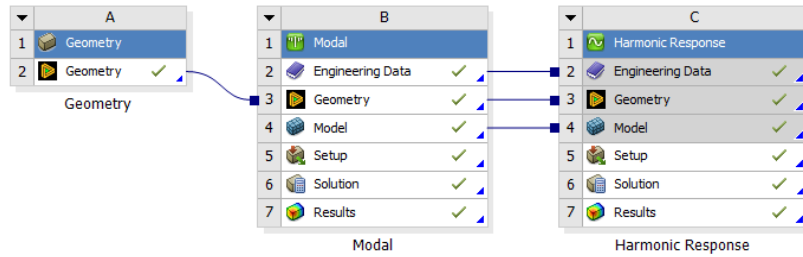 A
1 Geometry
2 Geometry
Geometry
B
1 Modal
2 Engineering Data
3 Geometry
4 Model
5 Setup
6 Solution
7 Results
Modal
C
1 Harmonic Response
2 Engineering Data
3 Geometry
4 Model
5 Setup
6 Solution
7 Results
Harmonic Response